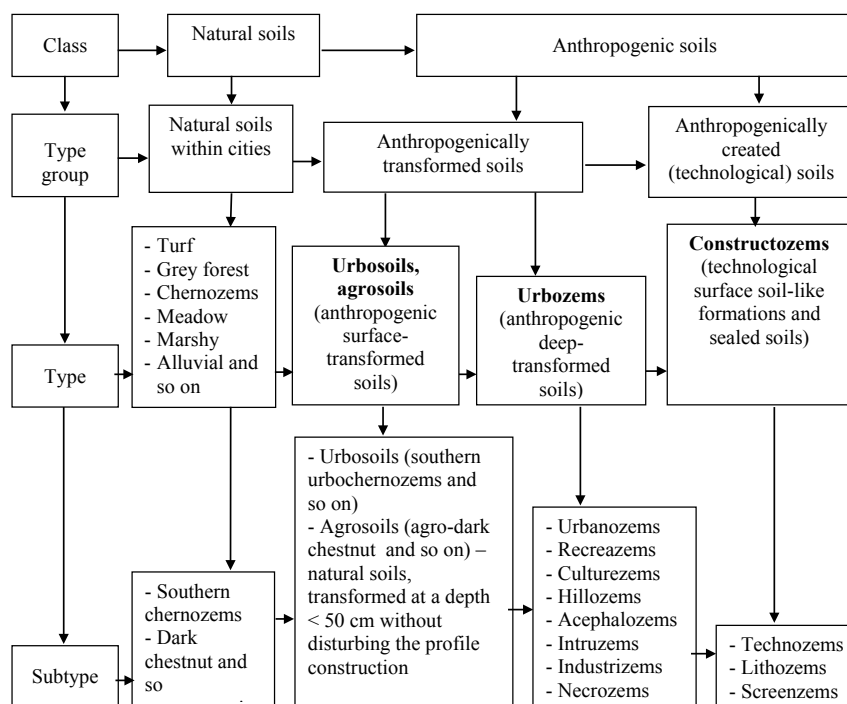 Class
Natural soils
Anthropogenic soils
Type
group
Natural soils
within cities
Anthropogenically
transformed soils
Anthropogenically
created
(technological) soils
Type
- Turf
- Grey forest
- Chernozems
- Meadow
- Marshy
- Alluvial and
so on
Urbosoils,
agrosoils
(anthropogenic
surface-
transformed
soils)
Urbozems
(anthropogenic
deep-
transformed
soils)
Constructozems
(technological
surface soil-like
formations and
sealed soils)
Subtype
- Southern
chernozems
- Dark
chestnut and
so
- Urbosoils (southern
urbochernozems and
so on)
- Agrosoils (agro-dark
chestnut and so on) –
natural soils,
transformed at a depth
< 50 cm without
disturbing the profile
construction
- Urbanozems
- Recreazems
- Culturezems
- Hillozems
- Acephalozems
- Intruzems
- Industrizems
- Necrozems
- Technozems
- Lithozems
- Screenzems